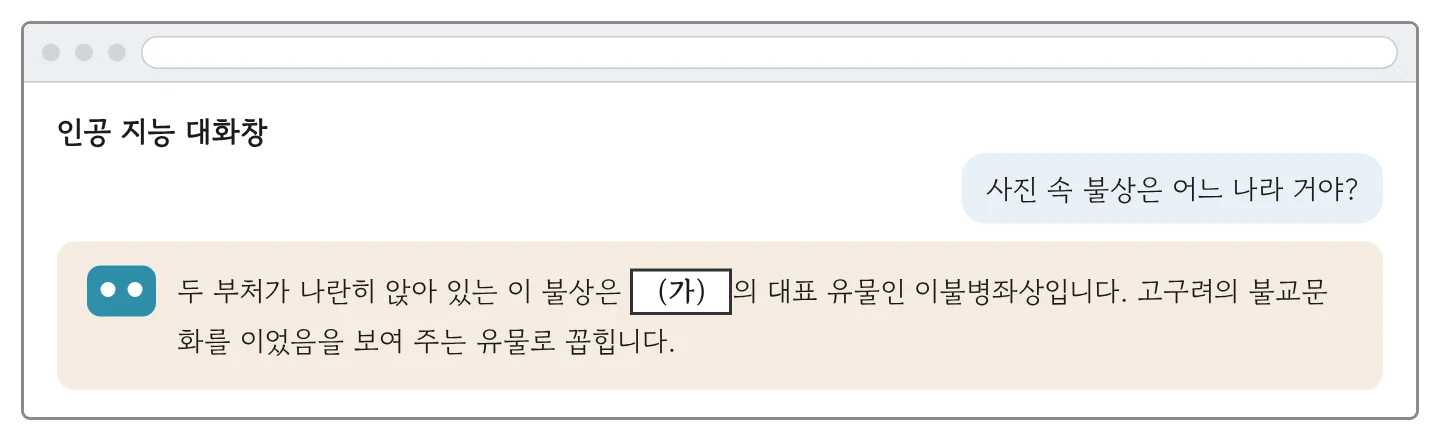 인공 지능 대화창
사진 속 불상은 어느 나라 거야?
두 부처가 나란히 앉아 있는 이 불상은 (가)의 대표 유물인 이불병좌상입니다. 고구려의 불교문
화를 이었음을 보여 주는 유물로 꼽힙니다.